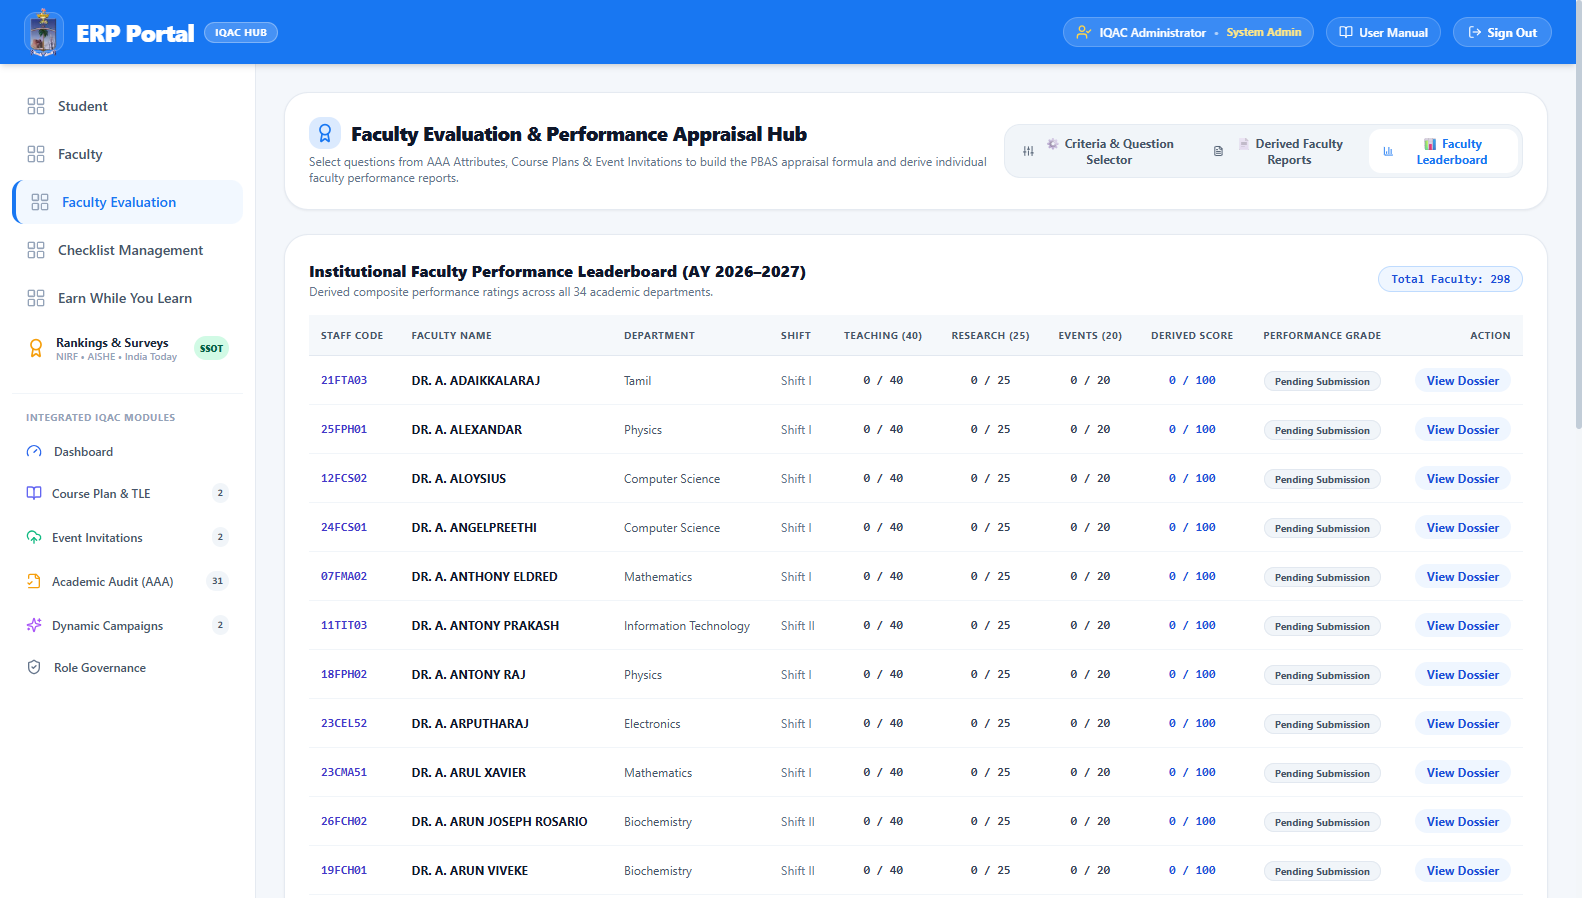 ERP Portal
IQAC HUB
IQAC Administrator • System Admin
User Manual
Sign Out
Student
Faculty
Faculty Evaluation
Checklist Management
Earn While You Learn
Rankings & Surveys
NIRF • AISHE • India Today
SSOT
INTEGRATED IQAC MODULES
Dashboard
Course Plan & TLE 2
Event Invitations 2
Academic Audit (AAA) 31
Dynamic Campaigns 2
Role Governance
Faculty Evaluation & Performance Appraisal Hub
Select questions from AAA Attributes, Course Plans & Event Invitations to build the PBAS appraisal formula and derive individual
faculty performance reports.
Criteria & Question
Selector
Derived Faculty
Reports
Faculty
Leaderboard
Institutional Faculty Performance Leaderboard (AY 2026–2027)
Derived composite performance ratings across all 34 academic departments.
Total Faculty: 298
STAFF CODE FACULTY NAME DEPARTMENT SHIFT TEACHING (40) RESEARCH (25) EVENTS (20) DERIVED SCORE PERFORMANCE GRADE ACTION
21FTA03 DR. A. ADAIKKALARAJ Tamil Shift I 0 / 40 0 / 25 0 / 20 0 / 100 Pending Submission View Dossier
25FPH01 DR. A. ALEXANDAR Physics Shift I 0 / 40 0 / 25 0 / 20 0 / 100 Pending Submission View Dossier
12FCS02 DR. A. ALOYSIUS Computer Science Shift I 0 / 40 0 / 25 0 / 20 0 / 100 Pending Submission View Dossier
24FCS01 DR. A. ANGELPREETHI Computer Science Shift I 0 / 40 0 / 25 0 / 20 0 / 100 Pending Submission View Dossier
07FMA02 DR. A. ANTHONY ELDRED Mathematics Shift I 0 / 40 0 / 25 0 / 20 0 / 100 Pending Submission View Dossier
11TIT03 DR. A. ANTONY PRAKASH Information Technology Shift II 0 / 40 0 / 25 0 / 20 0 / 100 Pending Submission View Dossier
18FPH02 DR. A. ANTONY RAJ Physics Shift I 0 / 40 0 / 25 0 / 20 0 / 100 Pending Submission View Dossier
23CEL52 DR. A. ARPUTHARAJ Electronics Shift I 0 / 40 0 / 25 0 / 20 0 / 100 Pending Submission View Dossier
23CMA51 DR. A. ARUL XAVIER Mathematics Shift I 0 / 40 0 / 25 0 / 20 0 / 100 Pending Submission View Dossier
26FCH02 DR. A. ARUN JOSEPH ROSARIO Biochemistry Shift II 0 / 40 0 / 25 0 / 20 0 / 100 Pending Submission View Dossier
19FCH01 DR. A. ARUN VIVEKE Biochemistry Shift II 0 / 40 0 / 25 0 / 20 0 / 100 Pending Submission View Dossier